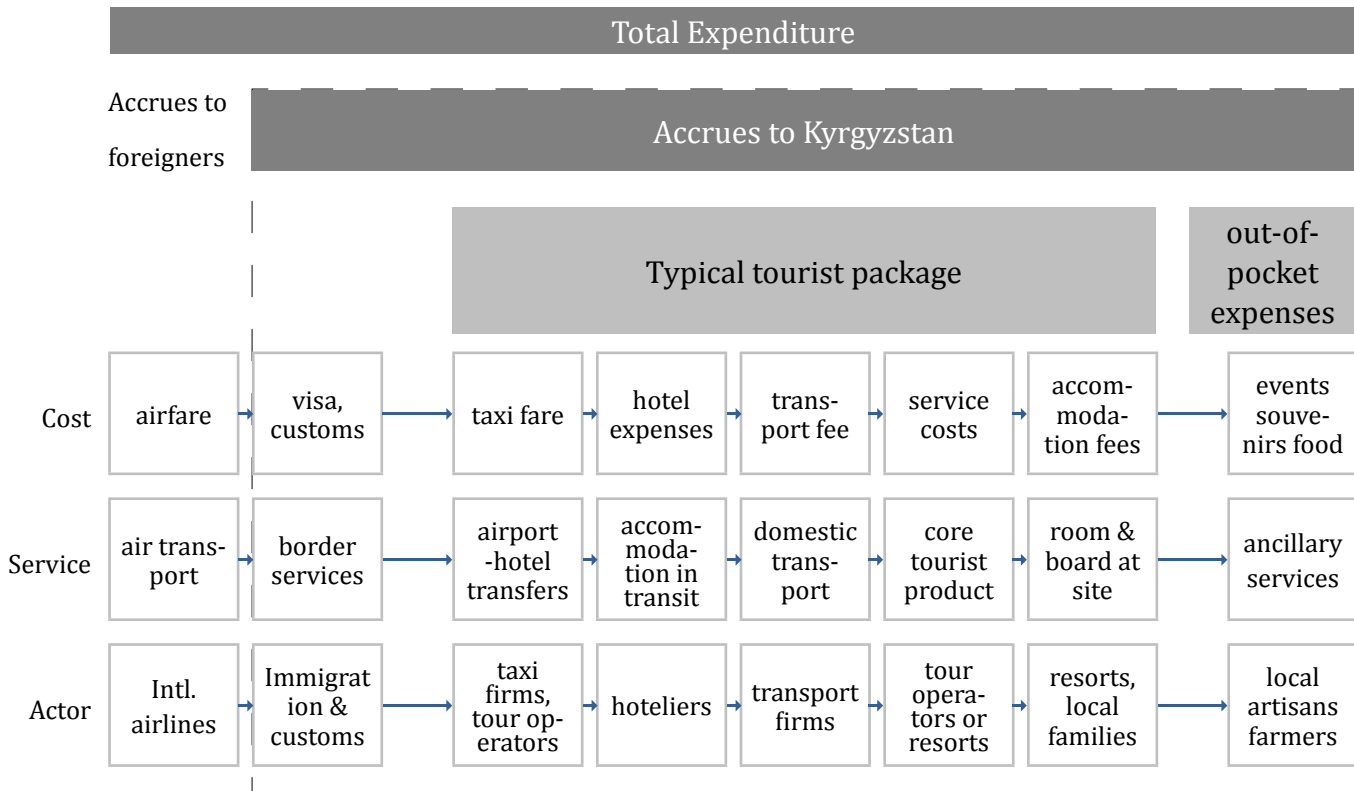 Total Expenditure
Accrues to
foreigners
Accrues to Kyrgyzstan
Typical tourist package
out-of-
pocket
expenses
Cost
airfare
visa,
customs
taxi fare
hotel
expenses
trans-
port fee
service
costs
accom-
moda-
tion fees
events
souve-
nirs food
Service
air trans-
port
border
services
airport
-hotel
transfers
accom-
moda-
tion in
transit
domestic
trans-
port
core
tourist
product
room &
board at
site
ancillary
services
Actor
Intl.
airlines
Immigrat
ion &
customs
taxi
firms,
tour op-
erators
hoteliers
transport
firms
tour
opera-
tors or
resorts
resorts,
local
families
local
artisans
farmers